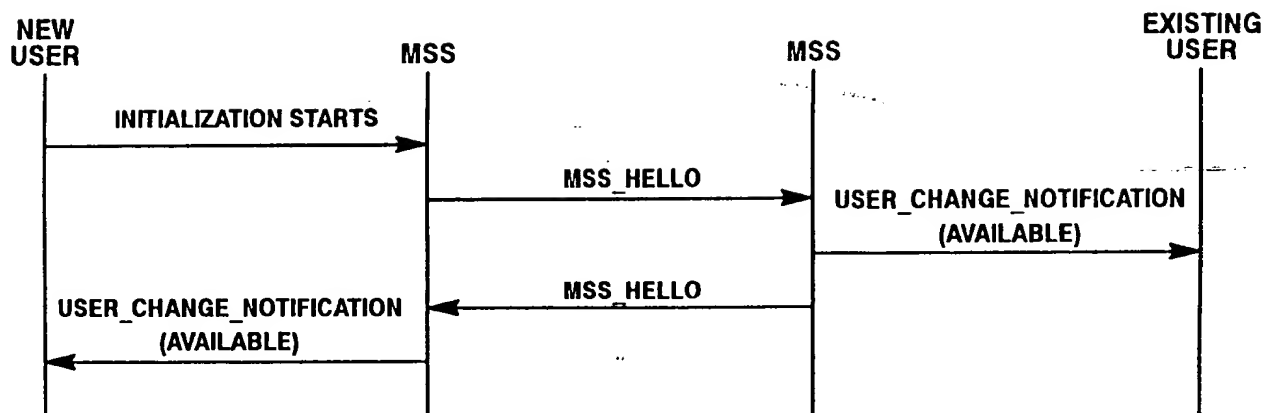 NEW
USER
MSS
MSS
EXISTING
USER
INITIALIZATION STARTS
MSS_HELLO
USER_CHANGE_NOTIFICATION
(AVAILABLE)
MSS_HELLO
USER_CHANGE_NOTIFICATION
(AVAILABLE)